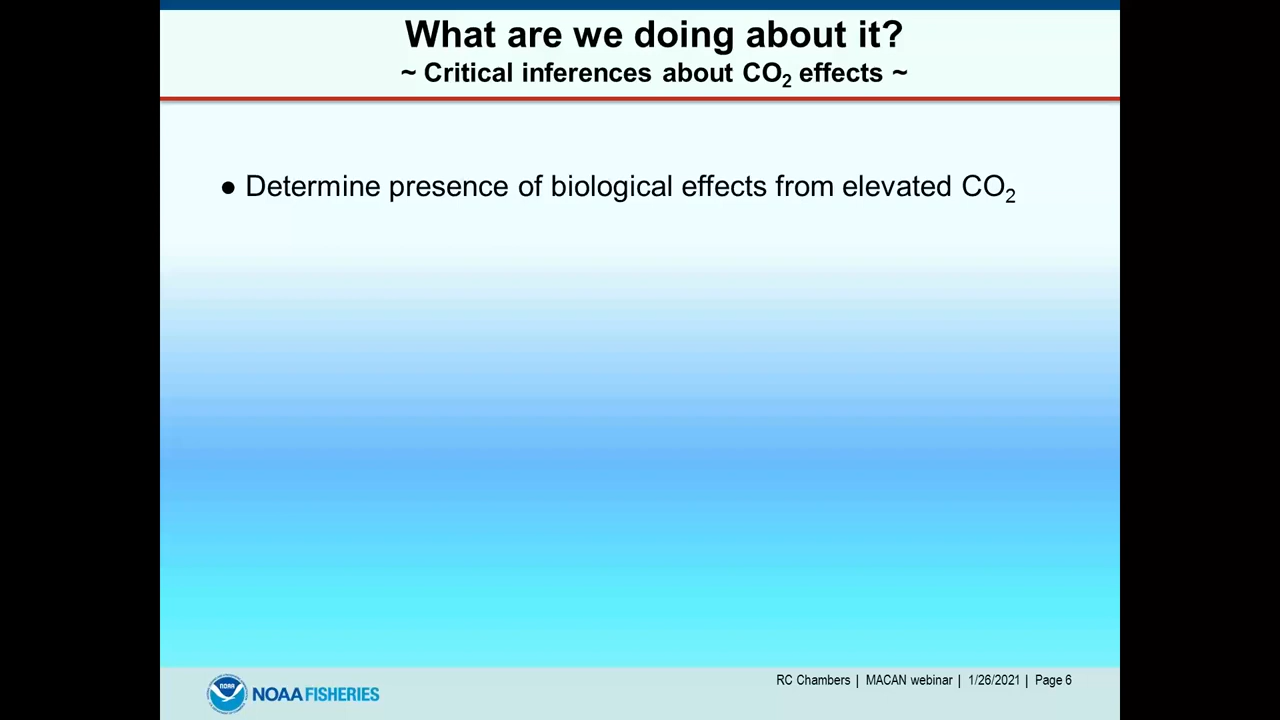 What are we doing about it?
~ Critical inferences about CO₂ effects ~
● Determine presence of biological effects from elevated CO₂
NOAA
NOAA FISHERIES
RC Chambers | MACAN webinar | 1/26/2021 | Page 6